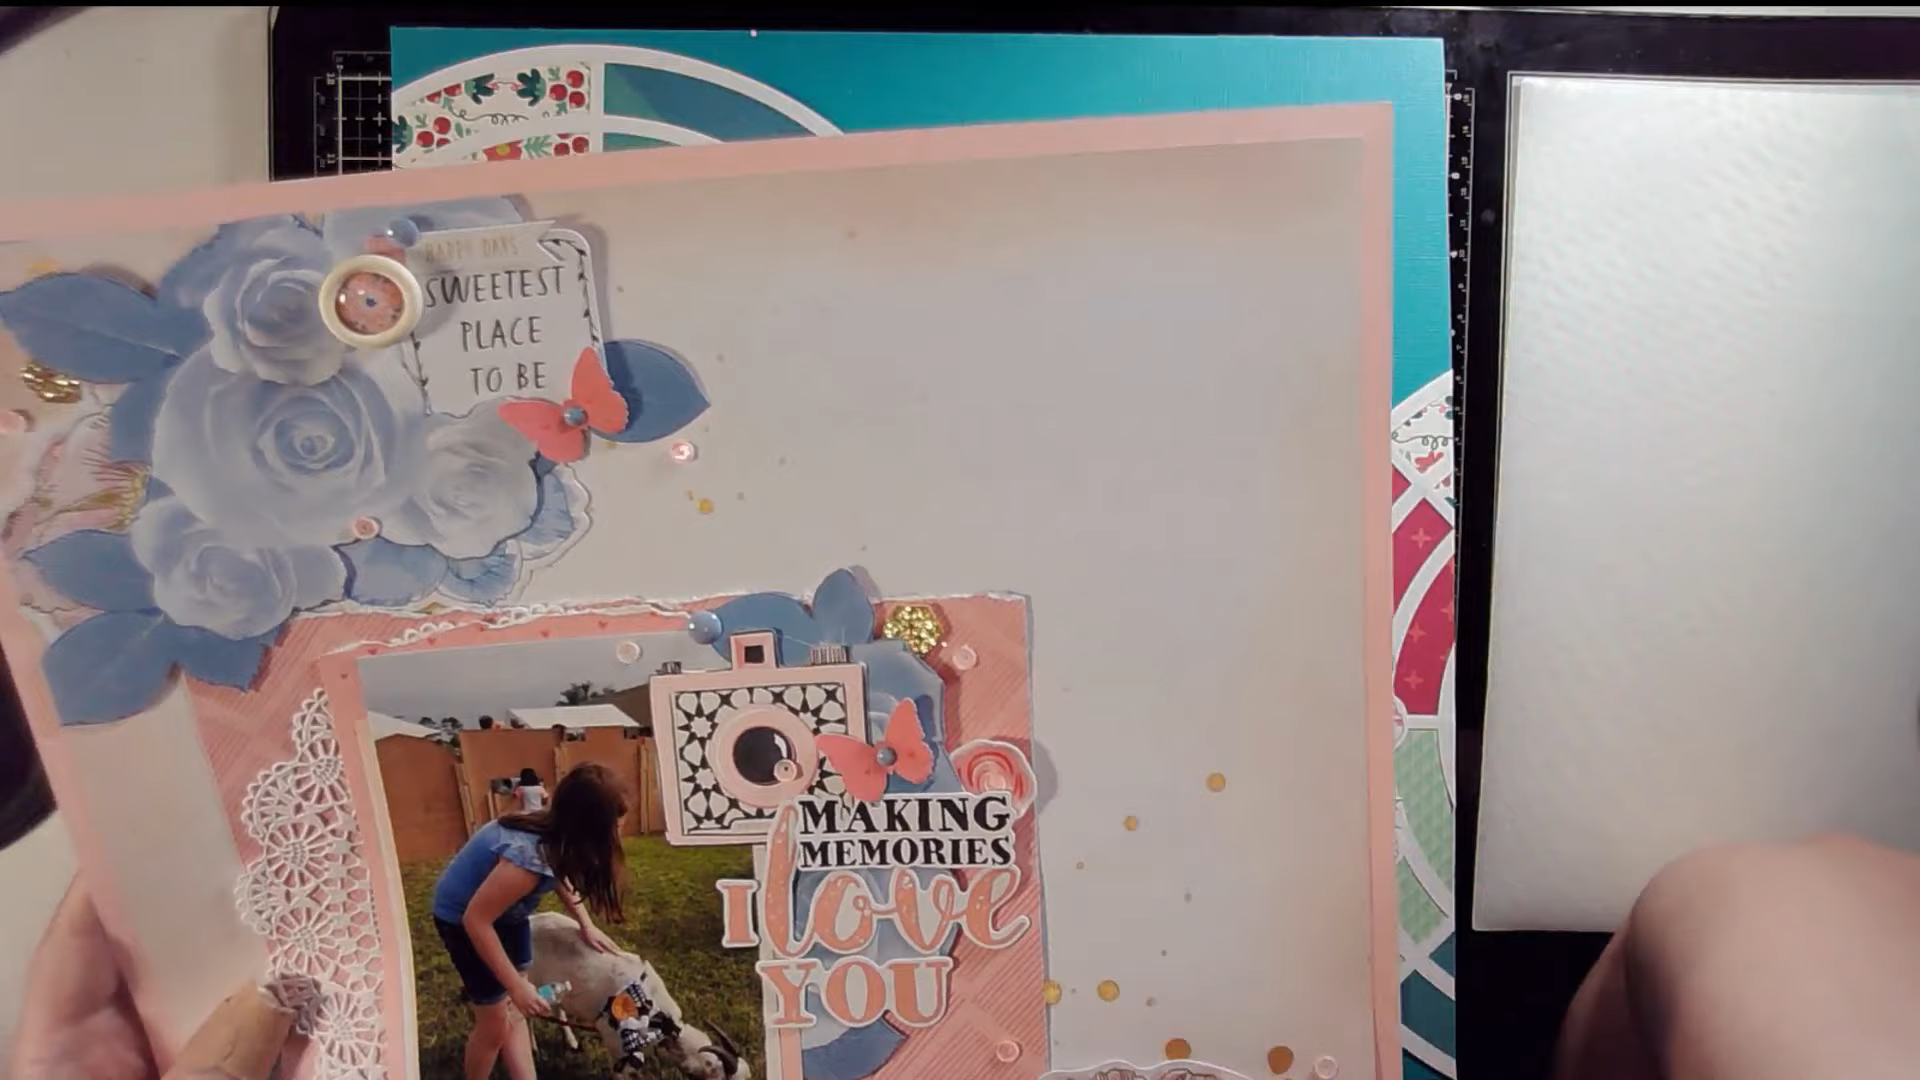 HAPPY DAYS
SWEETEST
PLACE
TO BE
MAKING
MEMORIES
I love
YOU